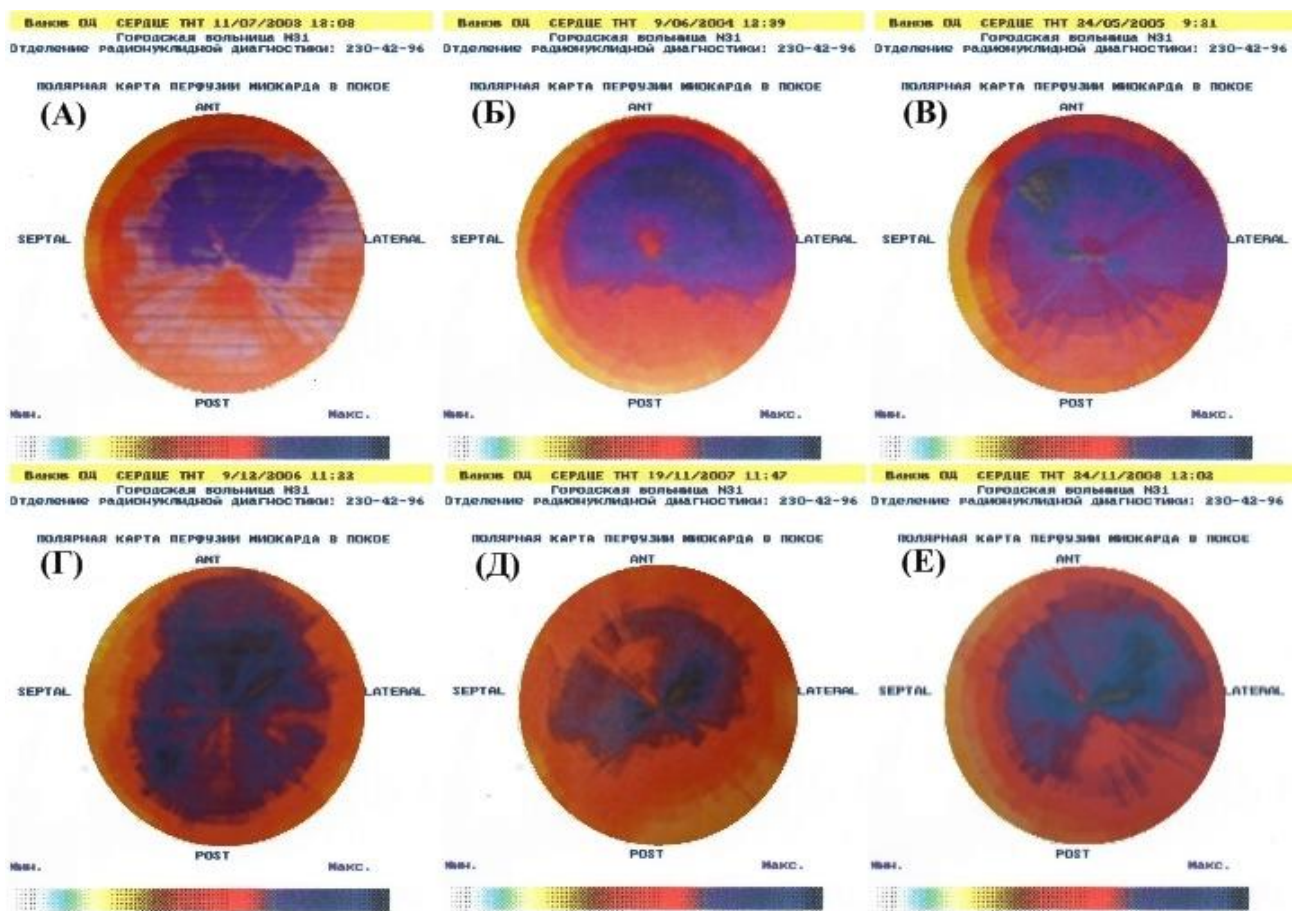 Ванов ОД СЕРДЦЕ ТНТ 11/07/2003 18:08
Городская вольница N31
Отделение радионуклидной диагностики: 230-42-96
ПОЛЯРНАЯ КАРТА ПЕРФУЗИИ МИОКАРДА В ПОКОЕ
(А)
ANT
SEPTAL
LATERAL
POST
Мин.
Макс.
Ванов ОД СЕРДЦЕ ТНТ 9/06/2004 12:39
Городская вольница N31
Отделение радионуклидной диагностики: 230-42-96
ПОЛЯРНАЯ КАРТА ПЕРФУЗИИ МИОКАРДА В ПОКОЕ
(Б)
ANT
SEPTAL
LATERAL
POST
Мин.
Макс.
Ванов ОД СЕРДЦЕ ТНТ 24/05/2005 9:31
Городская вольница N31
Отделение радионуклидной диагностики: 230-42-96
ПОЛЯРНАЯ КАРТА ПЕРФУЗИИ МИОКАРДА В ПОКОЕ
(В)
ANT
SEPTAL
LATERAL
POST
Мин.
Макс.
Ванов ОД СЕРДЦЕ ТНТ 9/12/2006 11:22
Городская вольница N31
Отделение радионуклидной диагностики: 230-42-96
ПОЛЯРНАЯ КАРТА ПЕРФУЗИИ МИОКАРДА В ПОКОЕ
(Г)
ANT
SEPTAL
LATERAL
POST
Мин.
Макс.
Ванов ОД СЕРДЦЕ ТНТ 19/11/2007 11:47
Городская вольница N31
Отделение радионуклидной диагностики: 230-42-96
ПОЛЯРНАЯ КАРТА ПЕРФУЗИИ МИОКАРДА В ПОКОЕ
(Д)
ANT
SEPTAL
LATERAL
POST
Мин.
Макс.
Ванов ОД СЕРДЦЕ ТНТ 24/11/2008 12:02
Городская вольница N31
Отделение радионуклидной диагностики: 230-42-96
ПОЛЯРНАЯ КАРТА ПЕРФУЗИИ МИОКАРДА В ПОКОЕ
(Е)
ANT
SEPTAL
LATERAL
POST
Мин.
Макс.